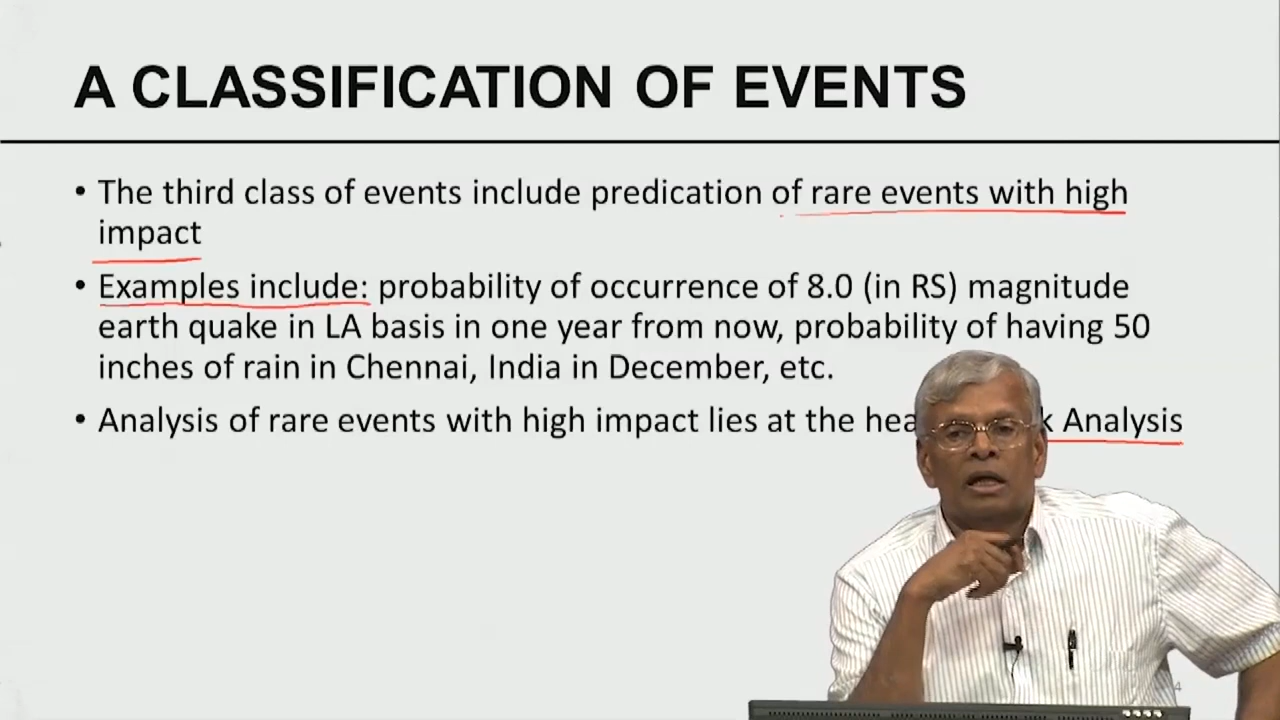 A CLASSIFICATION OF EVENTS
• The third class of events include predication of rare events with high
impact
• Examples include: probability of occurrence of 8.0 (in RS) magnitude
earth quake in LA basis in one year from now, probability of having 50
inches of rain in Chennai, India in December, etc.
• Analysis of rare events with high impact lies at the Analysis
4